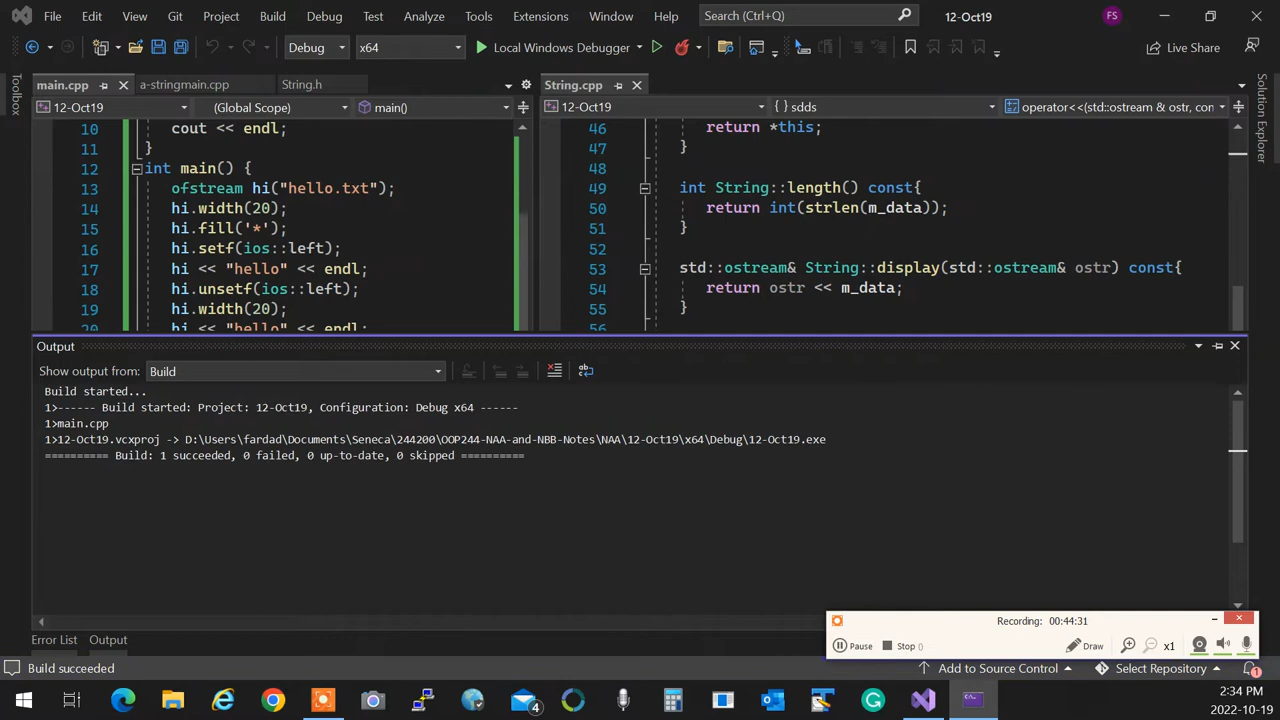 File Edit View Git Project Build Debug Test Analyze Tools Extensions Window Help Search (Ctrl+Q) 12-Oct19 FS
Debug x64 Local Windows Debugger Live Share
Toolbox
main.cpp a-stringmain.cpp String.h
12-Oct19 (Global Scope) main()
10 cout << endl;
11 }
12 int main() {
13 ofstream hi("hello.txt");
14 hi.width(20);
15 hi.fill('*');
16 hi.setf(ios::left);
17 hi << "hello" << endl;
18 hi.unsetf(ios::left);
19 hi.width(20);
20 hi << "hello" << endl;
String.cpp
12-Oct19 {} sdds operator<<(std::ostream & ostr, con
46 return *this;
47 }
48
49 int String::length() const{
50 return int(strlen(m_data));
51 }
52
53 std::ostream& String::display(std::ostream& ostr) const{
54 return ostr << m_data;
55 }
56
Solution Explorer
Output
Show output from: Build
Build started...
1>------ Build started: Project: 12-Oct19, Configuration: Debug x64 ------
1>main.cpp
1>12-Oct19.vcxproj -> D:\Users\fardad\Documents\Seneca\244200\OOP244-NAA-and-NBB-Notes\NAA\12-Oct19\x64\Debug\12-Oct19.exe
========== Build: 1 succeeded, 0 failed, 0 up-to-date, 0 skipped ==========
Recording: 00:44:31
Pause Stop () Draw x1
Error List Output
Build succeeded Add to Source Control Select Repository 1
4
2:34 PM
2022-10-19